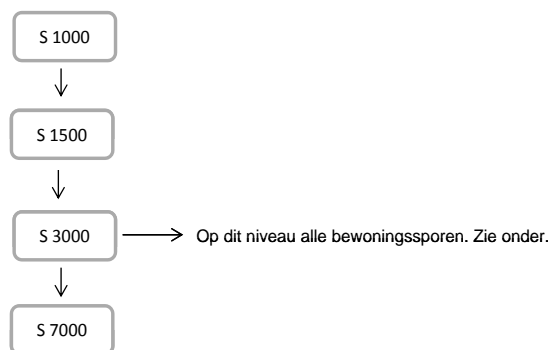 S 1000
S 1500
S 3000
Op dit niveau alle bewoningssporen. Zie onder.
S 7000